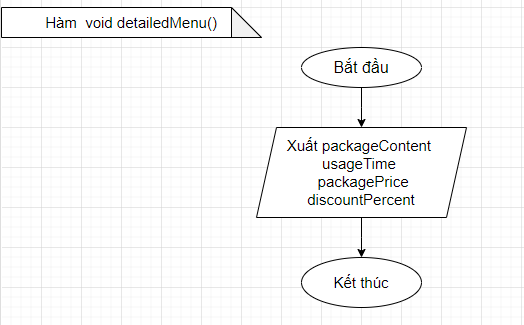 Hàm void detailedMenu()
Bắt đầu
Xuất packageContent
usageTime
packagePrice
discountPercent
Kết thúc